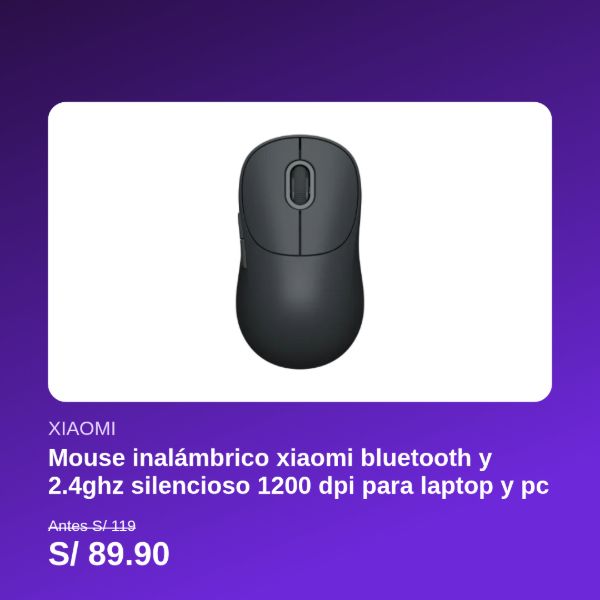 XIAOMI
Mouse inalámbrico xiaomi bluetooth y
2.4ghz silencioso 1200 dpi para laptop y pc
Antes S/ 119
S/ 89.90